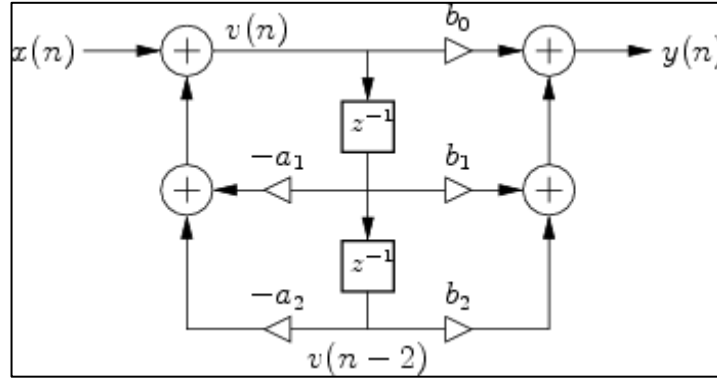 x(n) + v(n) b₀ + y(n)
z⁻¹
+ −a₁ b₁ +
z⁻¹
−a₂ b₂
v(n − 2)